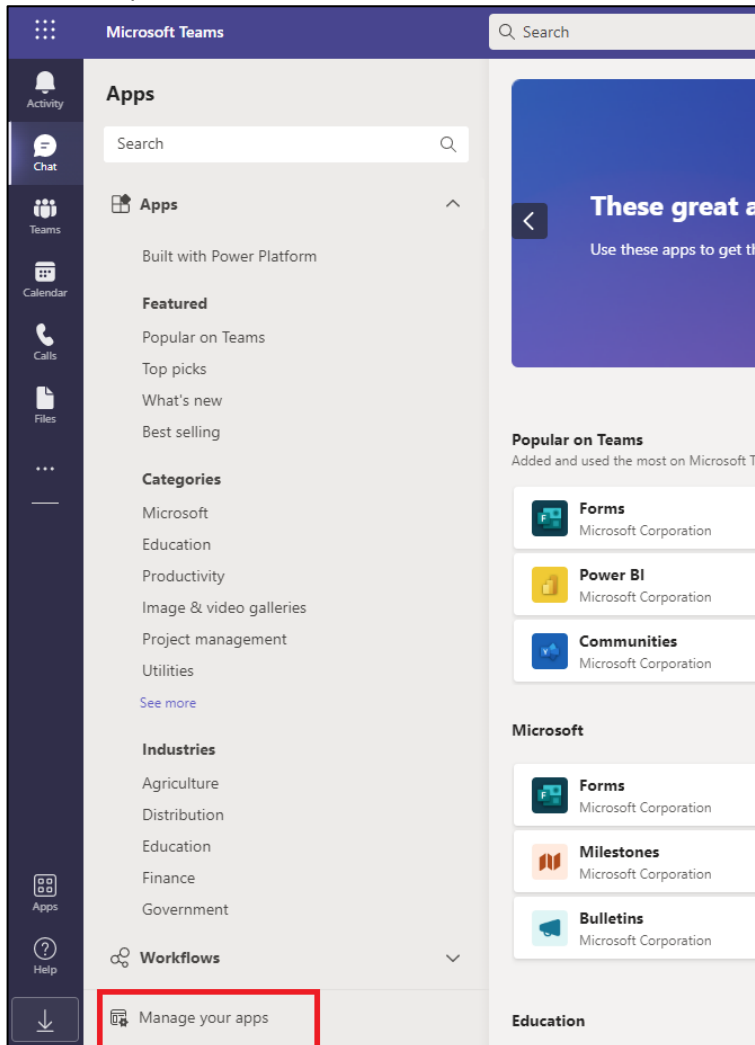 Microsoft Teams
Search
Activity
Chat
Teams
Calendar
Calls
Files
Apps
Help
Apps
Search
Apps
Built with Power Platform
Featured
Popular on Teams
Top picks
What's new
Best selling
Categories
Microsoft
Education
Productivity
Image & video galleries
Project management
Utilities
See more
Industries
Agriculture
Distribution
Education
Finance
Government
Workflows
Manage your apps
These great a
Use these apps to get th
Popular on Teams
Added and used the most on Microsoft T
Forms
Microsoft Corporation
Power BI
Microsoft Corporation
Communities
Microsoft Corporation
Microsoft
Forms
Microsoft Corporation
Milestones
Microsoft Corporation
Bulletins
Microsoft Corporation
Education